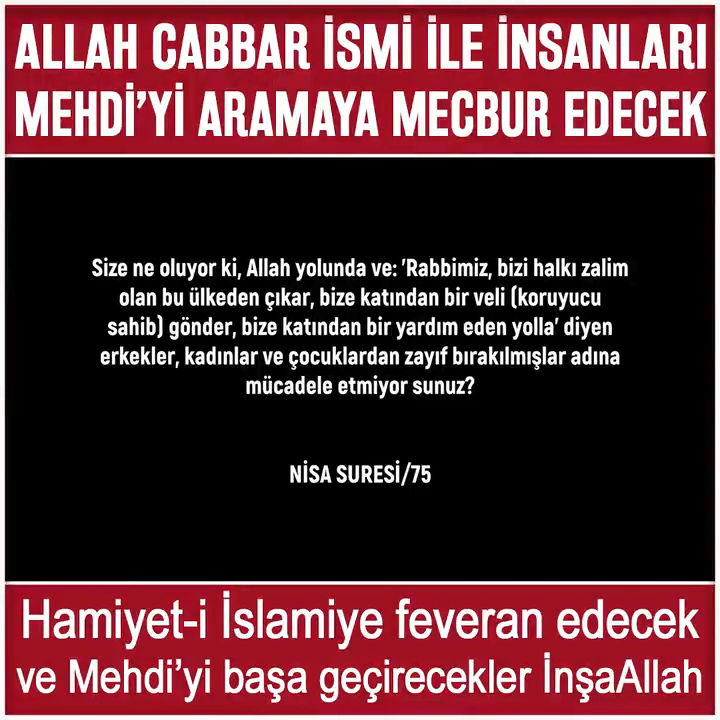 ALLAH CABBAR İSMİ İLE İNSANLARI
MEHDİ'Yİ ARAMAYA MECBUR EDECEK
Size ne oluyor ki, Allah yolunda ve: 'Rabbimiz, bizi halkı zalim
olan bu ülkeden çıkar, bize katından bir veli (koruyucu
sahib) gönder, bize katından bir yardım eden yolla' diyen
erkekler, kadınlar ve çocuklardan zayıf bırakılmışlar adına
mücadele etmiyor sunuz?
NİSA SURESİ/75
Hamiyet-i İslamiye feveran edecek
ve Mehdi'yi başa geçirecekler İnşaAllah